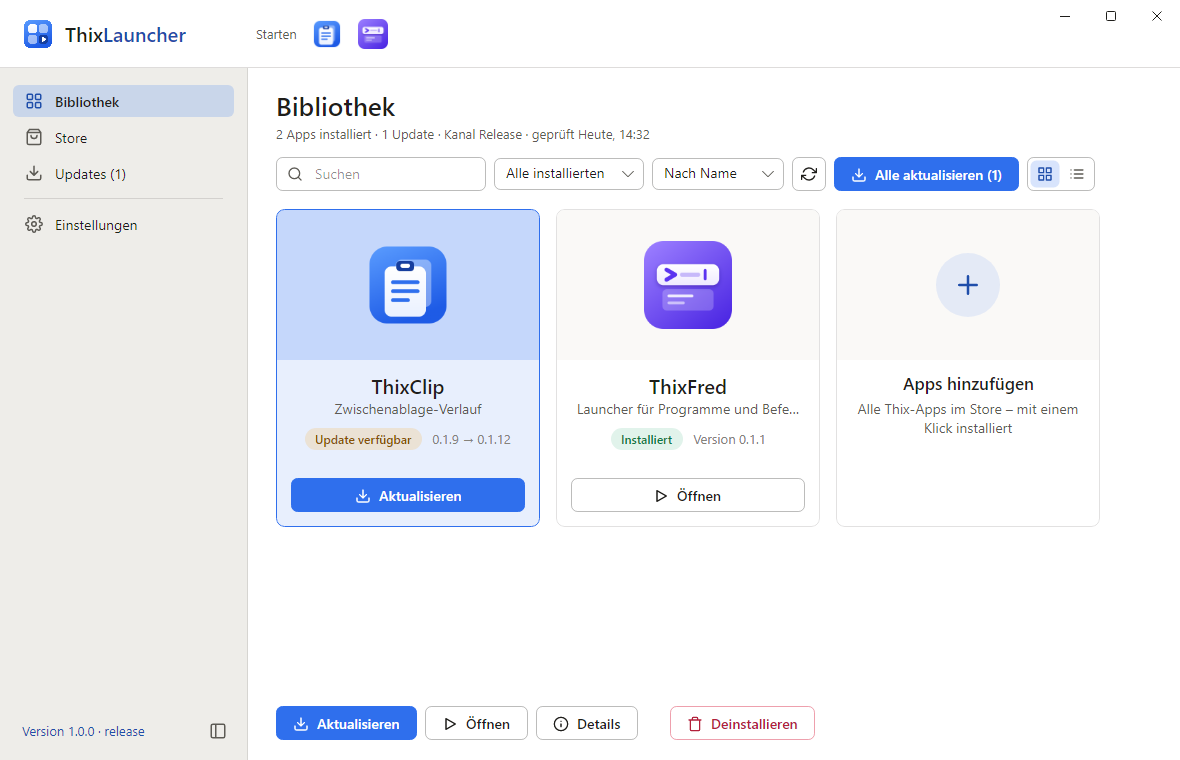 ThixLauncher
Starten
Bibliothek
Store
Updates (1)
Einstellungen
Version 1.0.0 · release
Bibliothek
2 Apps installiert · 1 Update · Kanal Release · geprüft Heute, 14:32
Suchen
Alle installierten
Nach Name
Alle aktualisieren (1)
ThixClip
Zwischenablage-Verlauf
Update verfügbar 0.1.9 → 0.1.12
Aktualisieren
ThixFred
Launcher für Programme und Befe...
Installiert Version 0.1.1
Öffnen
Apps hinzufügen
Alle Thix-Apps im Store – mit einem
Klick installiert
Aktualisieren
Öffnen
Details
Deinstallieren